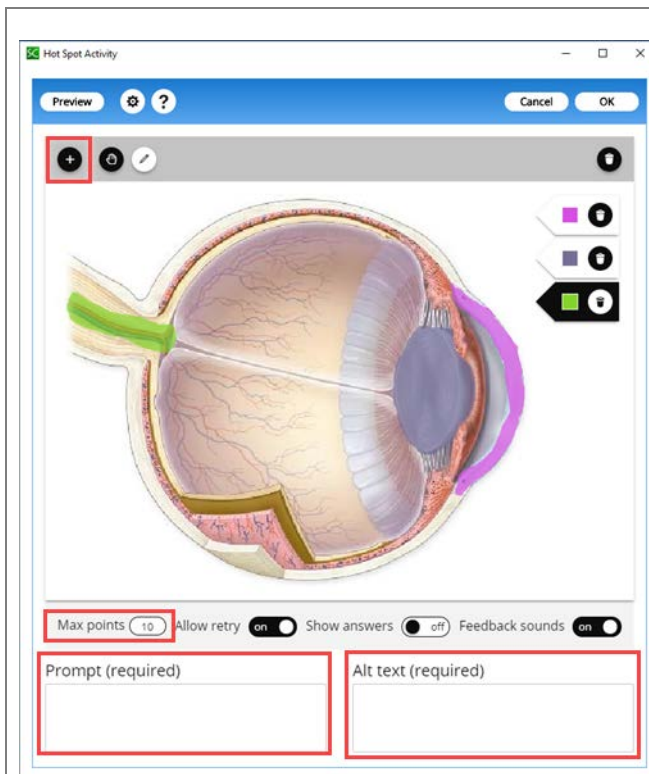 SC Hot Spot Activity
Preview ? Cancel OK
Max points 10 Allow retry on Show answers off Feedback sounds on
Prompt (required) Alt text (required)